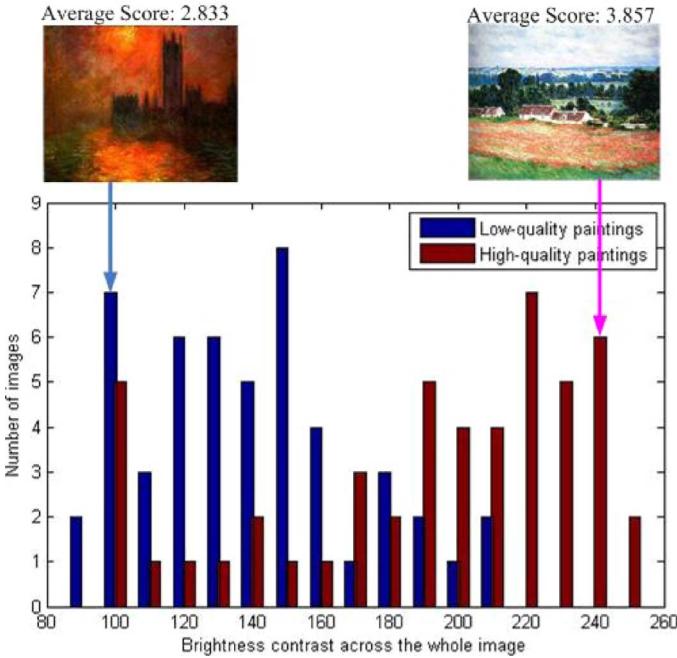 Average Score: 2.833
Average Score: 3.857
9
8
7
6
5
4
3
2
1
0
Number of images
Low-quality paintings
High-quality paintings
80 100 120 140 160 180 200 220 240 260
Brightness contrast across the whole image